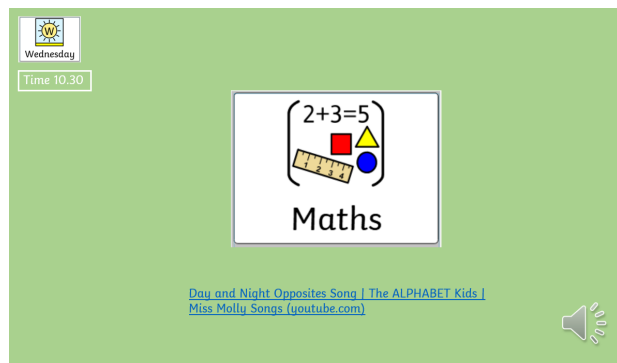 W
Wednesday
Time 10.30
2+3=5
1 2 3 4
Maths
Day and Night Opposites Song | The ALPHABET Kids |
Miss Molly Songs (youtube.com)